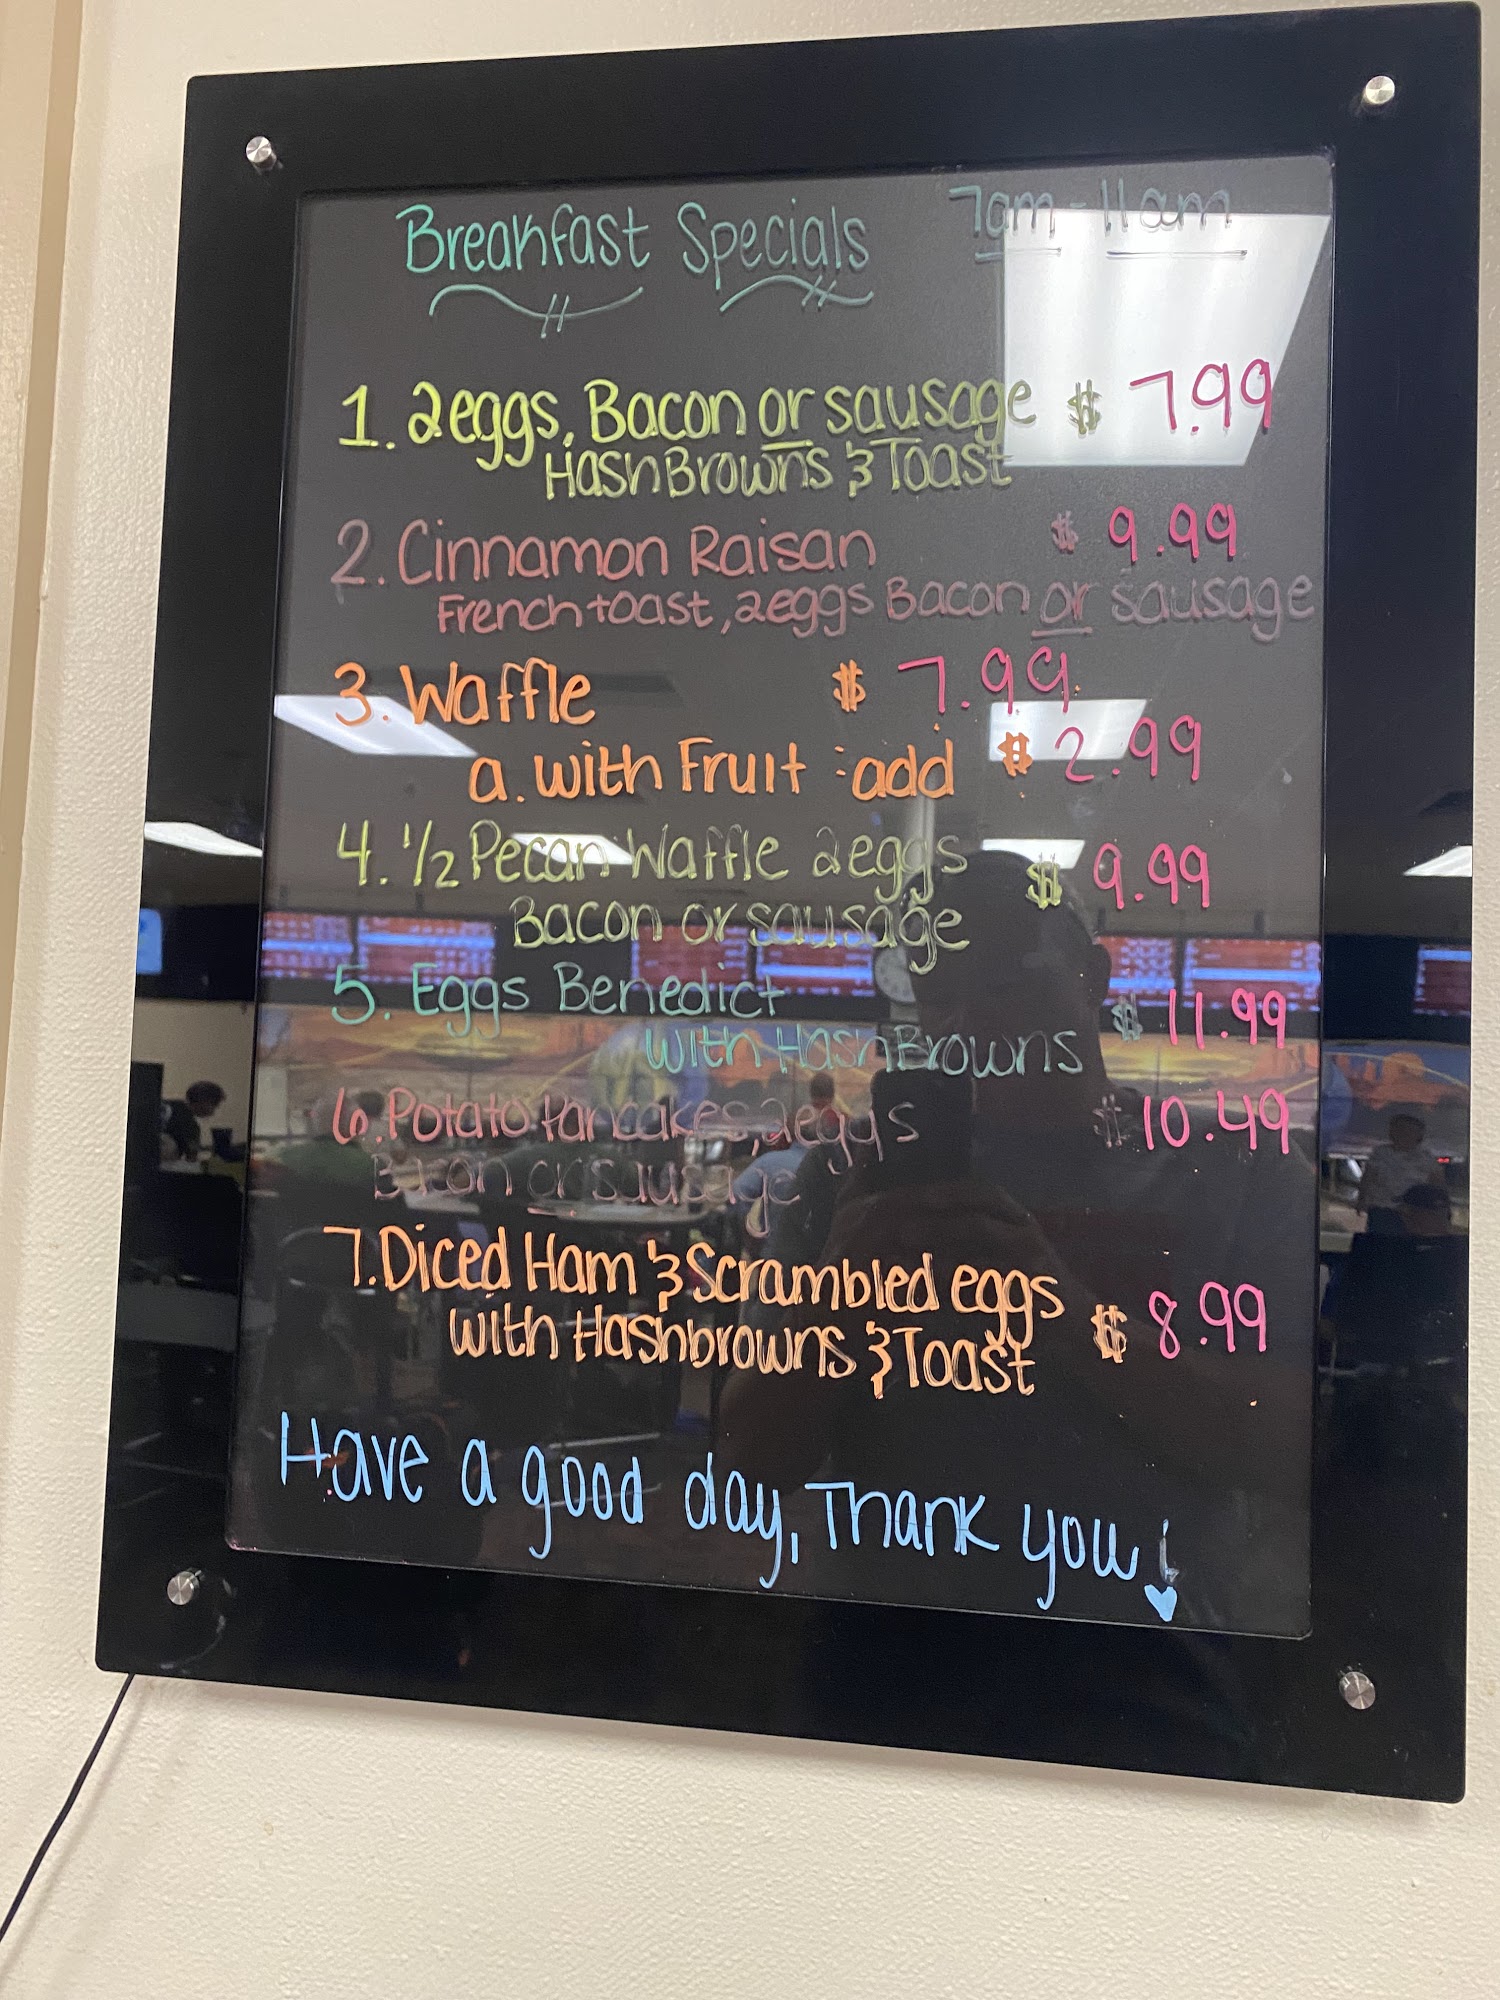 Breakfast Specials 7am - 11am
1. 2eggs, Bacon or sausage $ 7.99
HashBrowns & Toast
2. Cinnamon Raisan $ 9.99
French toast, 2eggs Bacon or sausage
3. Waffle $ 7.99
a. with Fruit : add $ 2.99
4. 1/2 Pecan Waffle 2eggs $ 9.99
Bacon or sausage
5. Eggs Benedict $ 11.99
with HashBrowns
6. Potato Pancakes, 2eggs $ 10.49
Bacon or sausage
7. Diced Ham & Scrambled eggs $ 8.99
with Hashbrowns & Toast
Have a good day, Thank you!